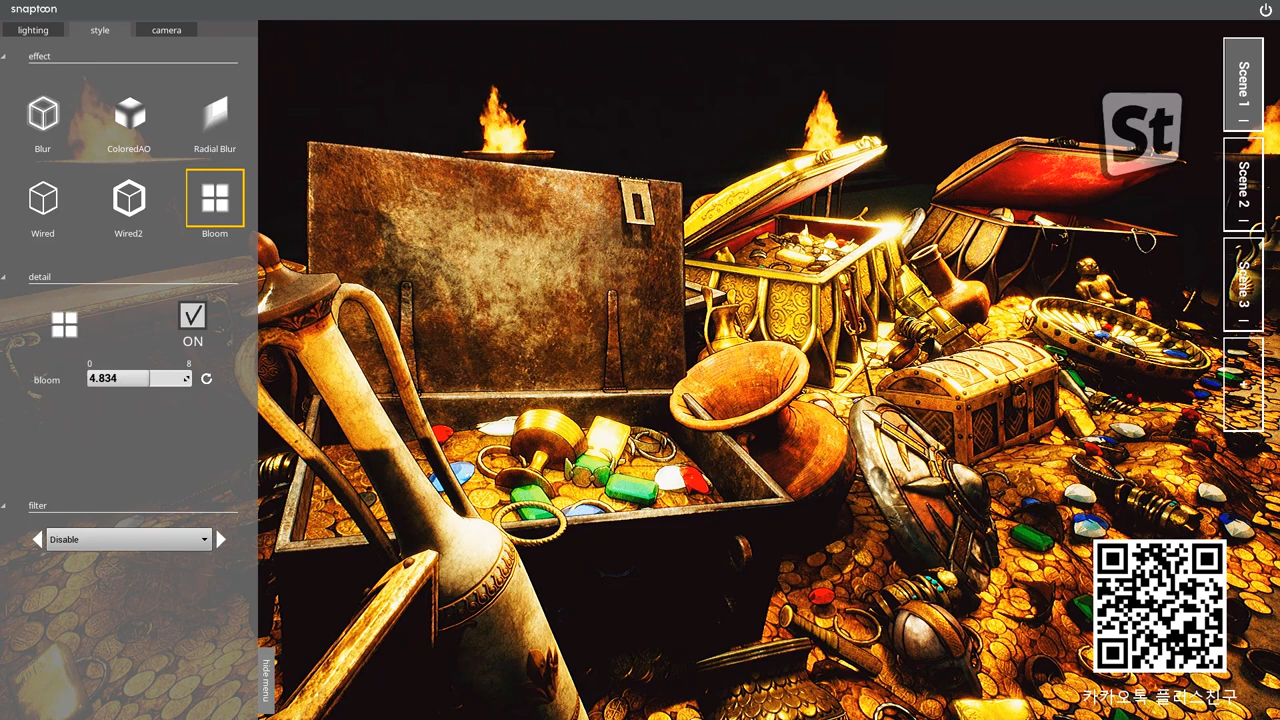 snaptoon
lighting
style
camera
effect
Blur
ColoredAO
Radial Blur
Wired
Wired2
Bloom
detail
ON
0
8
bloom
4.834
filter
Disable
hide menu
St
Scene 1
Scene 2
Scene 3
카카오톡 플러스친구